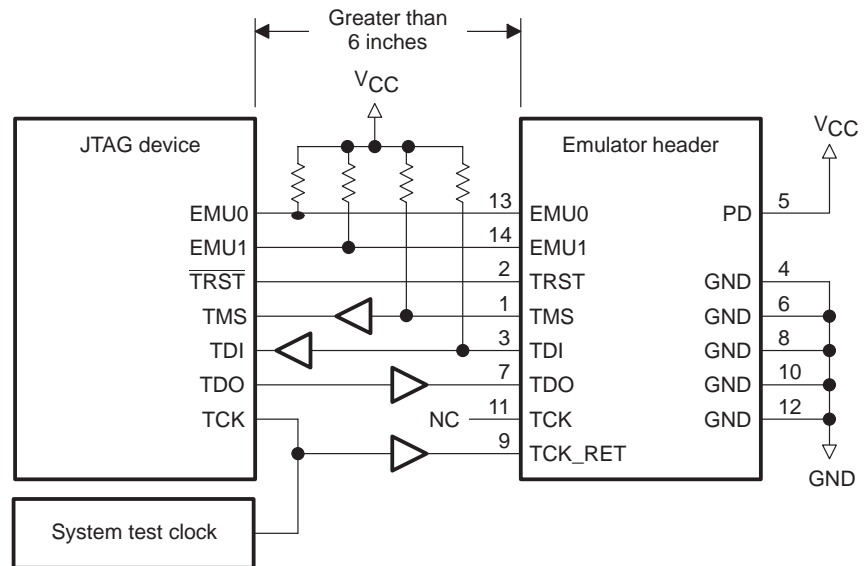 Greater than
6 inches
VCC
JTAG device
Emulator header
VCC
EMU0 13 EMU0 PD 5
EMU1 14 EMU1
TRST 2 TRST GND 4
TMS 1 TMS GND 6
TDI 3 TDI GND 8
TDO 7 TDO GND 10
TCK NC 11 TCK GND 12
9 TCK_RET
GND
System test clock